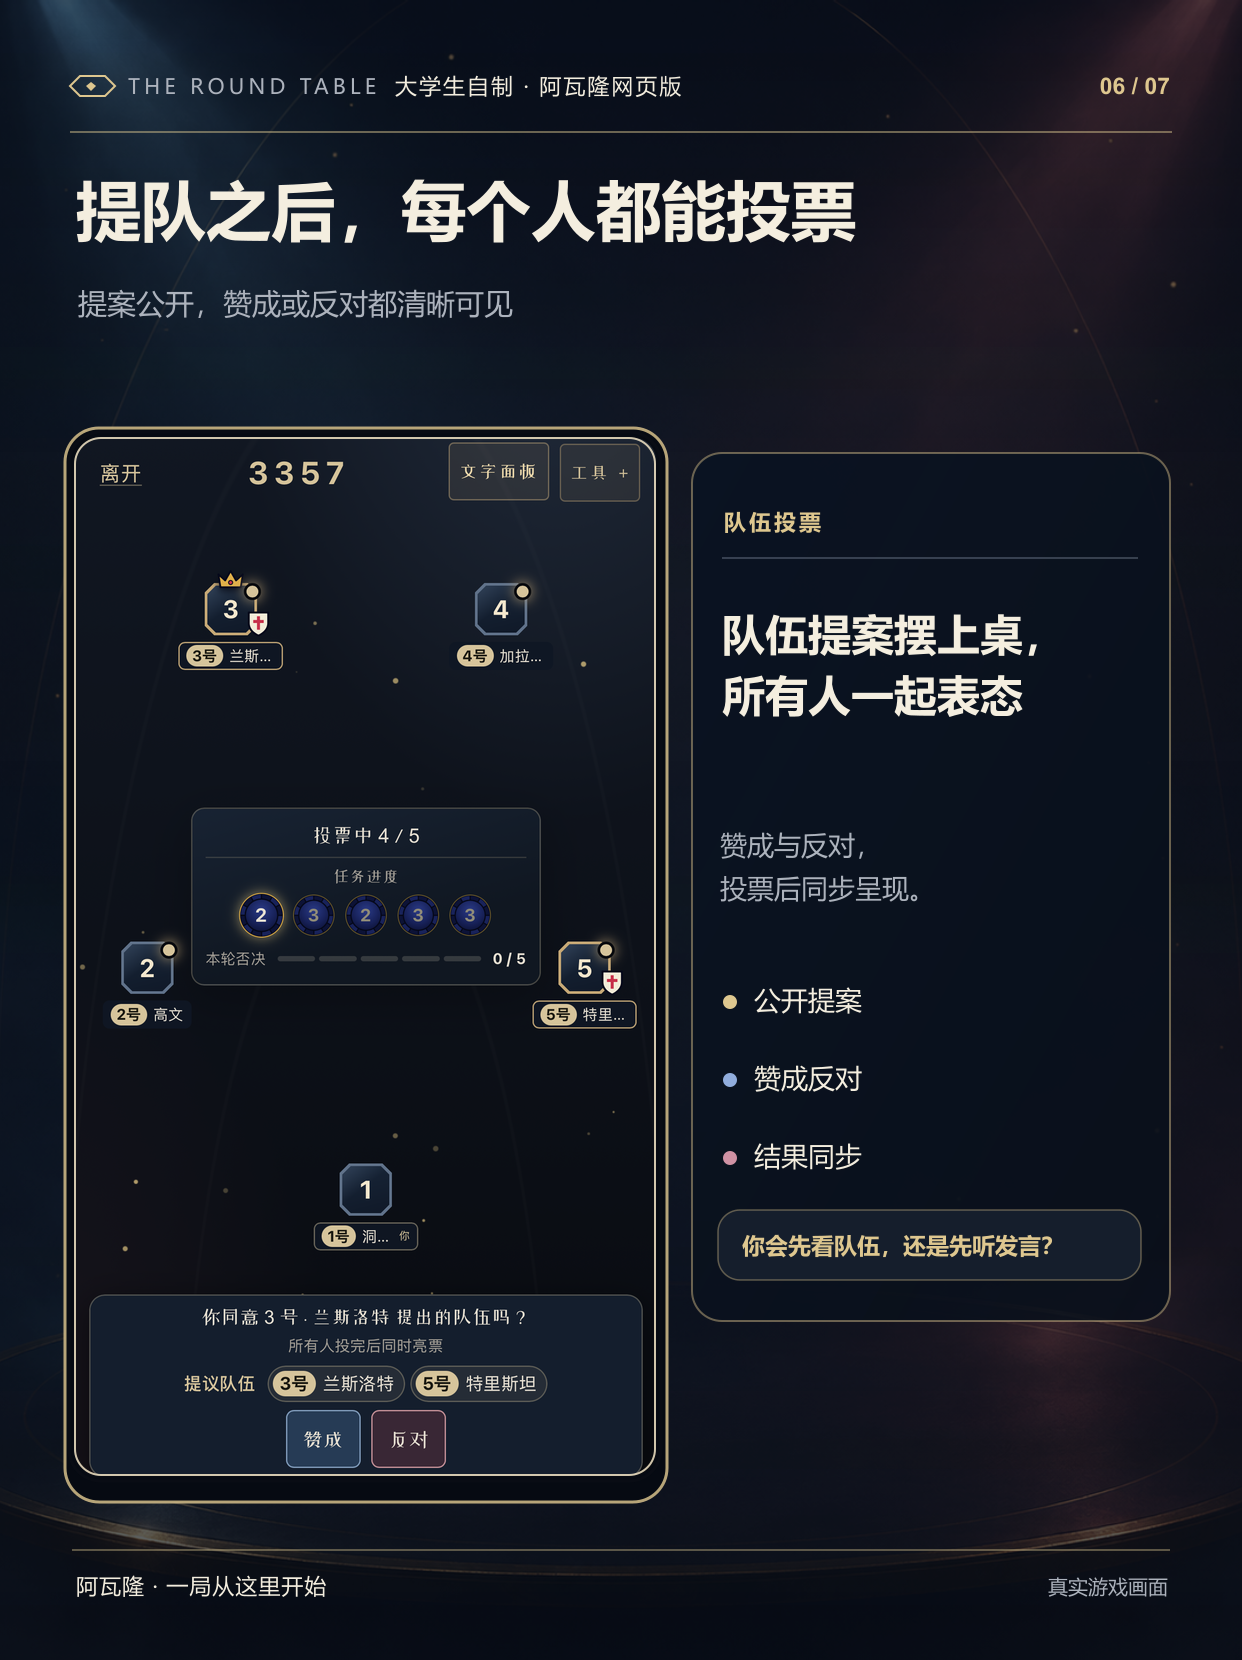 THE ROUND TABLE 大学生自制 · 阿瓦隆网页版
06 / 07
提队之后，每个人都能投票
提案公开，赞成或反对都清晰可见
离开
3357
文字面板
工具 +
3
3号 兰斯...
4
4号 加拉...
投票中 4 / 5
任务进度
2 3 2 3 3
本轮否决 0 / 5
2
2号 高文
5
5号 特里...
1
1号 洞... 你
你同意 3 号 · 兰斯洛特 提出的队伍吗？
所有人投完后同时亮票
提议队伍 3号 兰斯洛特 5号 特里斯坦
赞成 反对
队伍投票
队伍提案摆上桌，
所有人一起表态
赞成与反对，
投票后同步呈现。
公开提案
赞成反对
结果同步
你会先看队伍，还是先听发言？
阿瓦隆 · 一局从这里开始
真实游戏画面